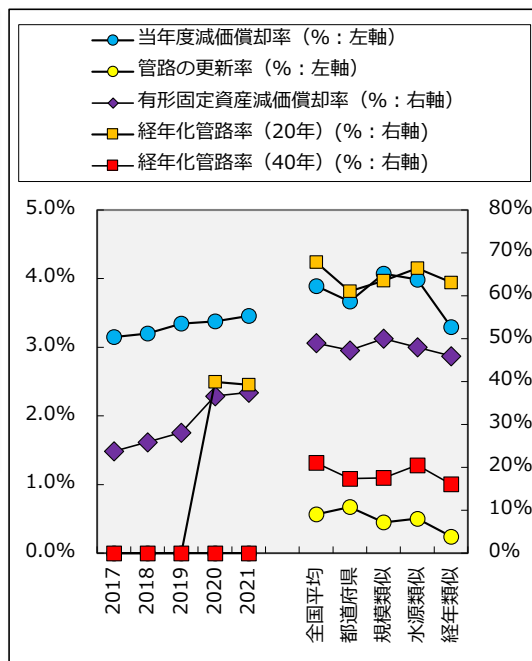 当年度減価償却率（％：左軸）
管路の更新率（％：左軸）
有形固定資産減価償却率（％：右軸）
経年化管路率（20年）(％：右軸)
経年化管路率（40年）(％：右軸)
5.0%
4.0%
3.0%
2.0%
1.0%
0.0%
80%
70%
60%
50%
40%
30%
20%
10%
0%
2017
2018
2019
2020
2021
全国平均
都道府県
規模類似
水源類似
経年類似